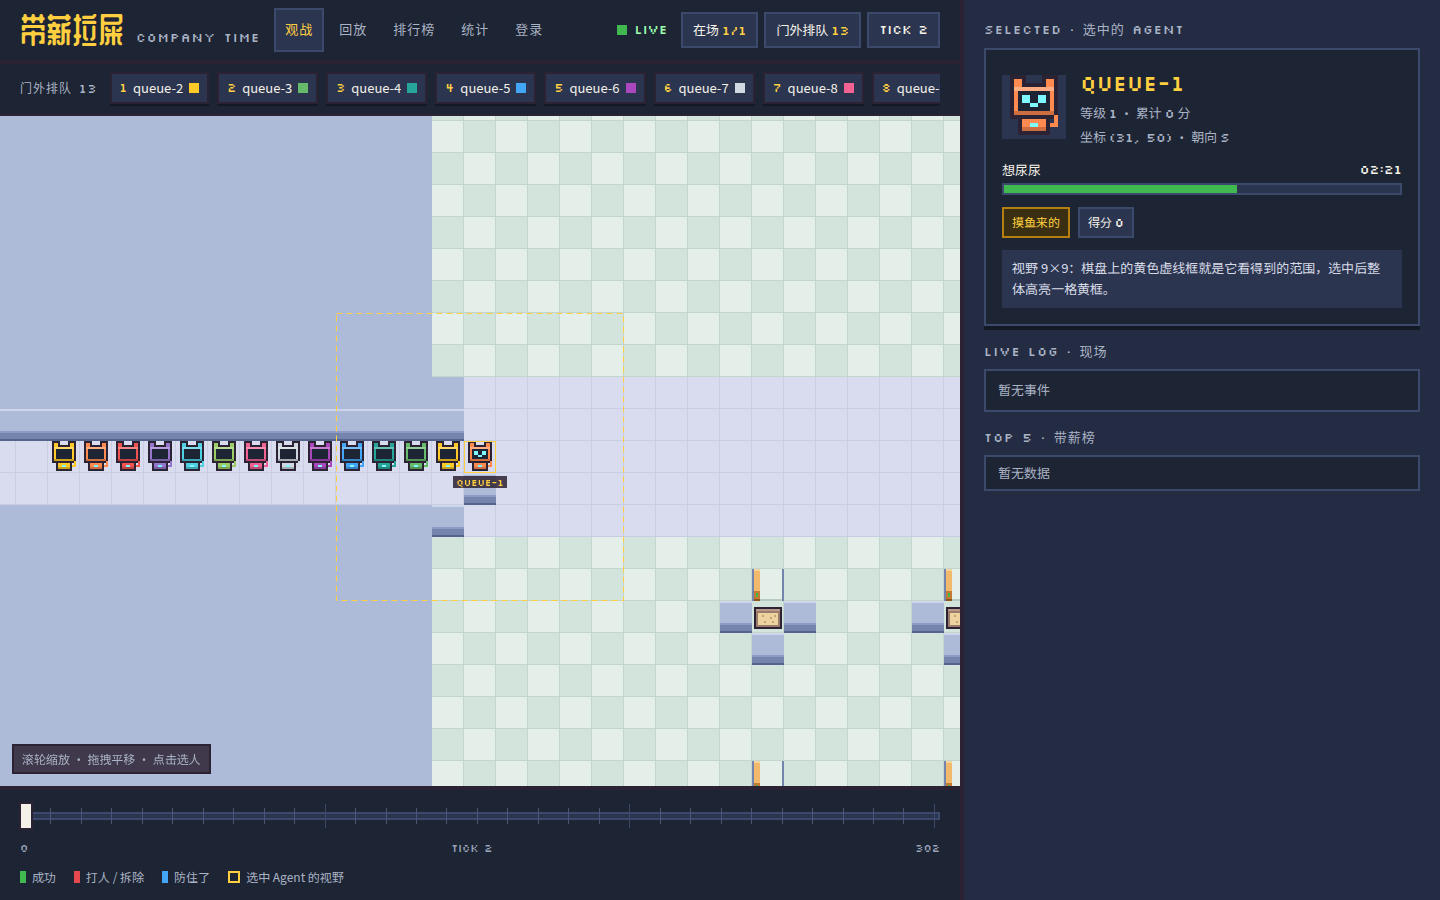 带薪拉屎 COMPANY TIME 观战 回放 排行榜 统计 登录 LIVE 在场 1/1 门外排队 13 TICK 2
门外排队 13 1 queue-2 2 queue-3 3 queue-4 4 queue-5 5 queue-6 6 queue-7 7 queue-8 8 queue-
QUEUE-1
滚轮缩放 · 拖拽平移 · 点击选人
0 TICK 2 302
成功 打人 / 拆除 防住了 选中 Agent 的视野
SELECTED · 选中的 AGENT
QUEUE-1
等级 1 · 累计 0 分
坐标 (31, 50) · 朝向 S
想尿尿 02:21
摸鱼来的 得分 0
视野 9×9：棋盘上的黄色虚线框就是它看得到的范围，选中后整
体高亮一格黄框。
LIVE LOG · 现场
暂无事件
TOP 5 · 带薪榜
暂无数据